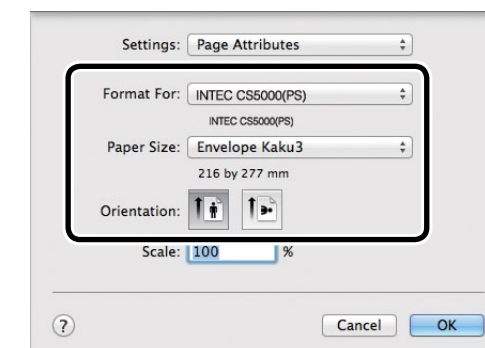 Settings: Page Attributes
Format For: INTEC CS5000(PS)
INTEC CS5000(PS)
Paper Size: Envelope Kaku3
216 by 277 mm
Orientation:
Scale: 100 %
? Cancel OK